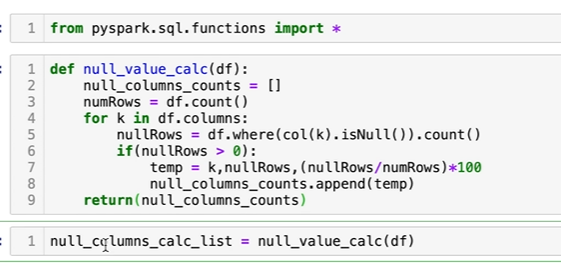 1 from pyspark.sql.functions import *
1 def null_value_calc(df):
2     null_columns_counts = []
3     numRows = df.count()
4     for k in df.columns:
5         nullRows = df.where(col(k).isNull()).count()
6         if(nullRows > 0):
7             temp = k,nullRows,(nullRows/numRows)*100
8             null_columns_counts.append(temp)
9     return(null_columns_counts)
1 null_columns_calc_list = null_value_calc(df)